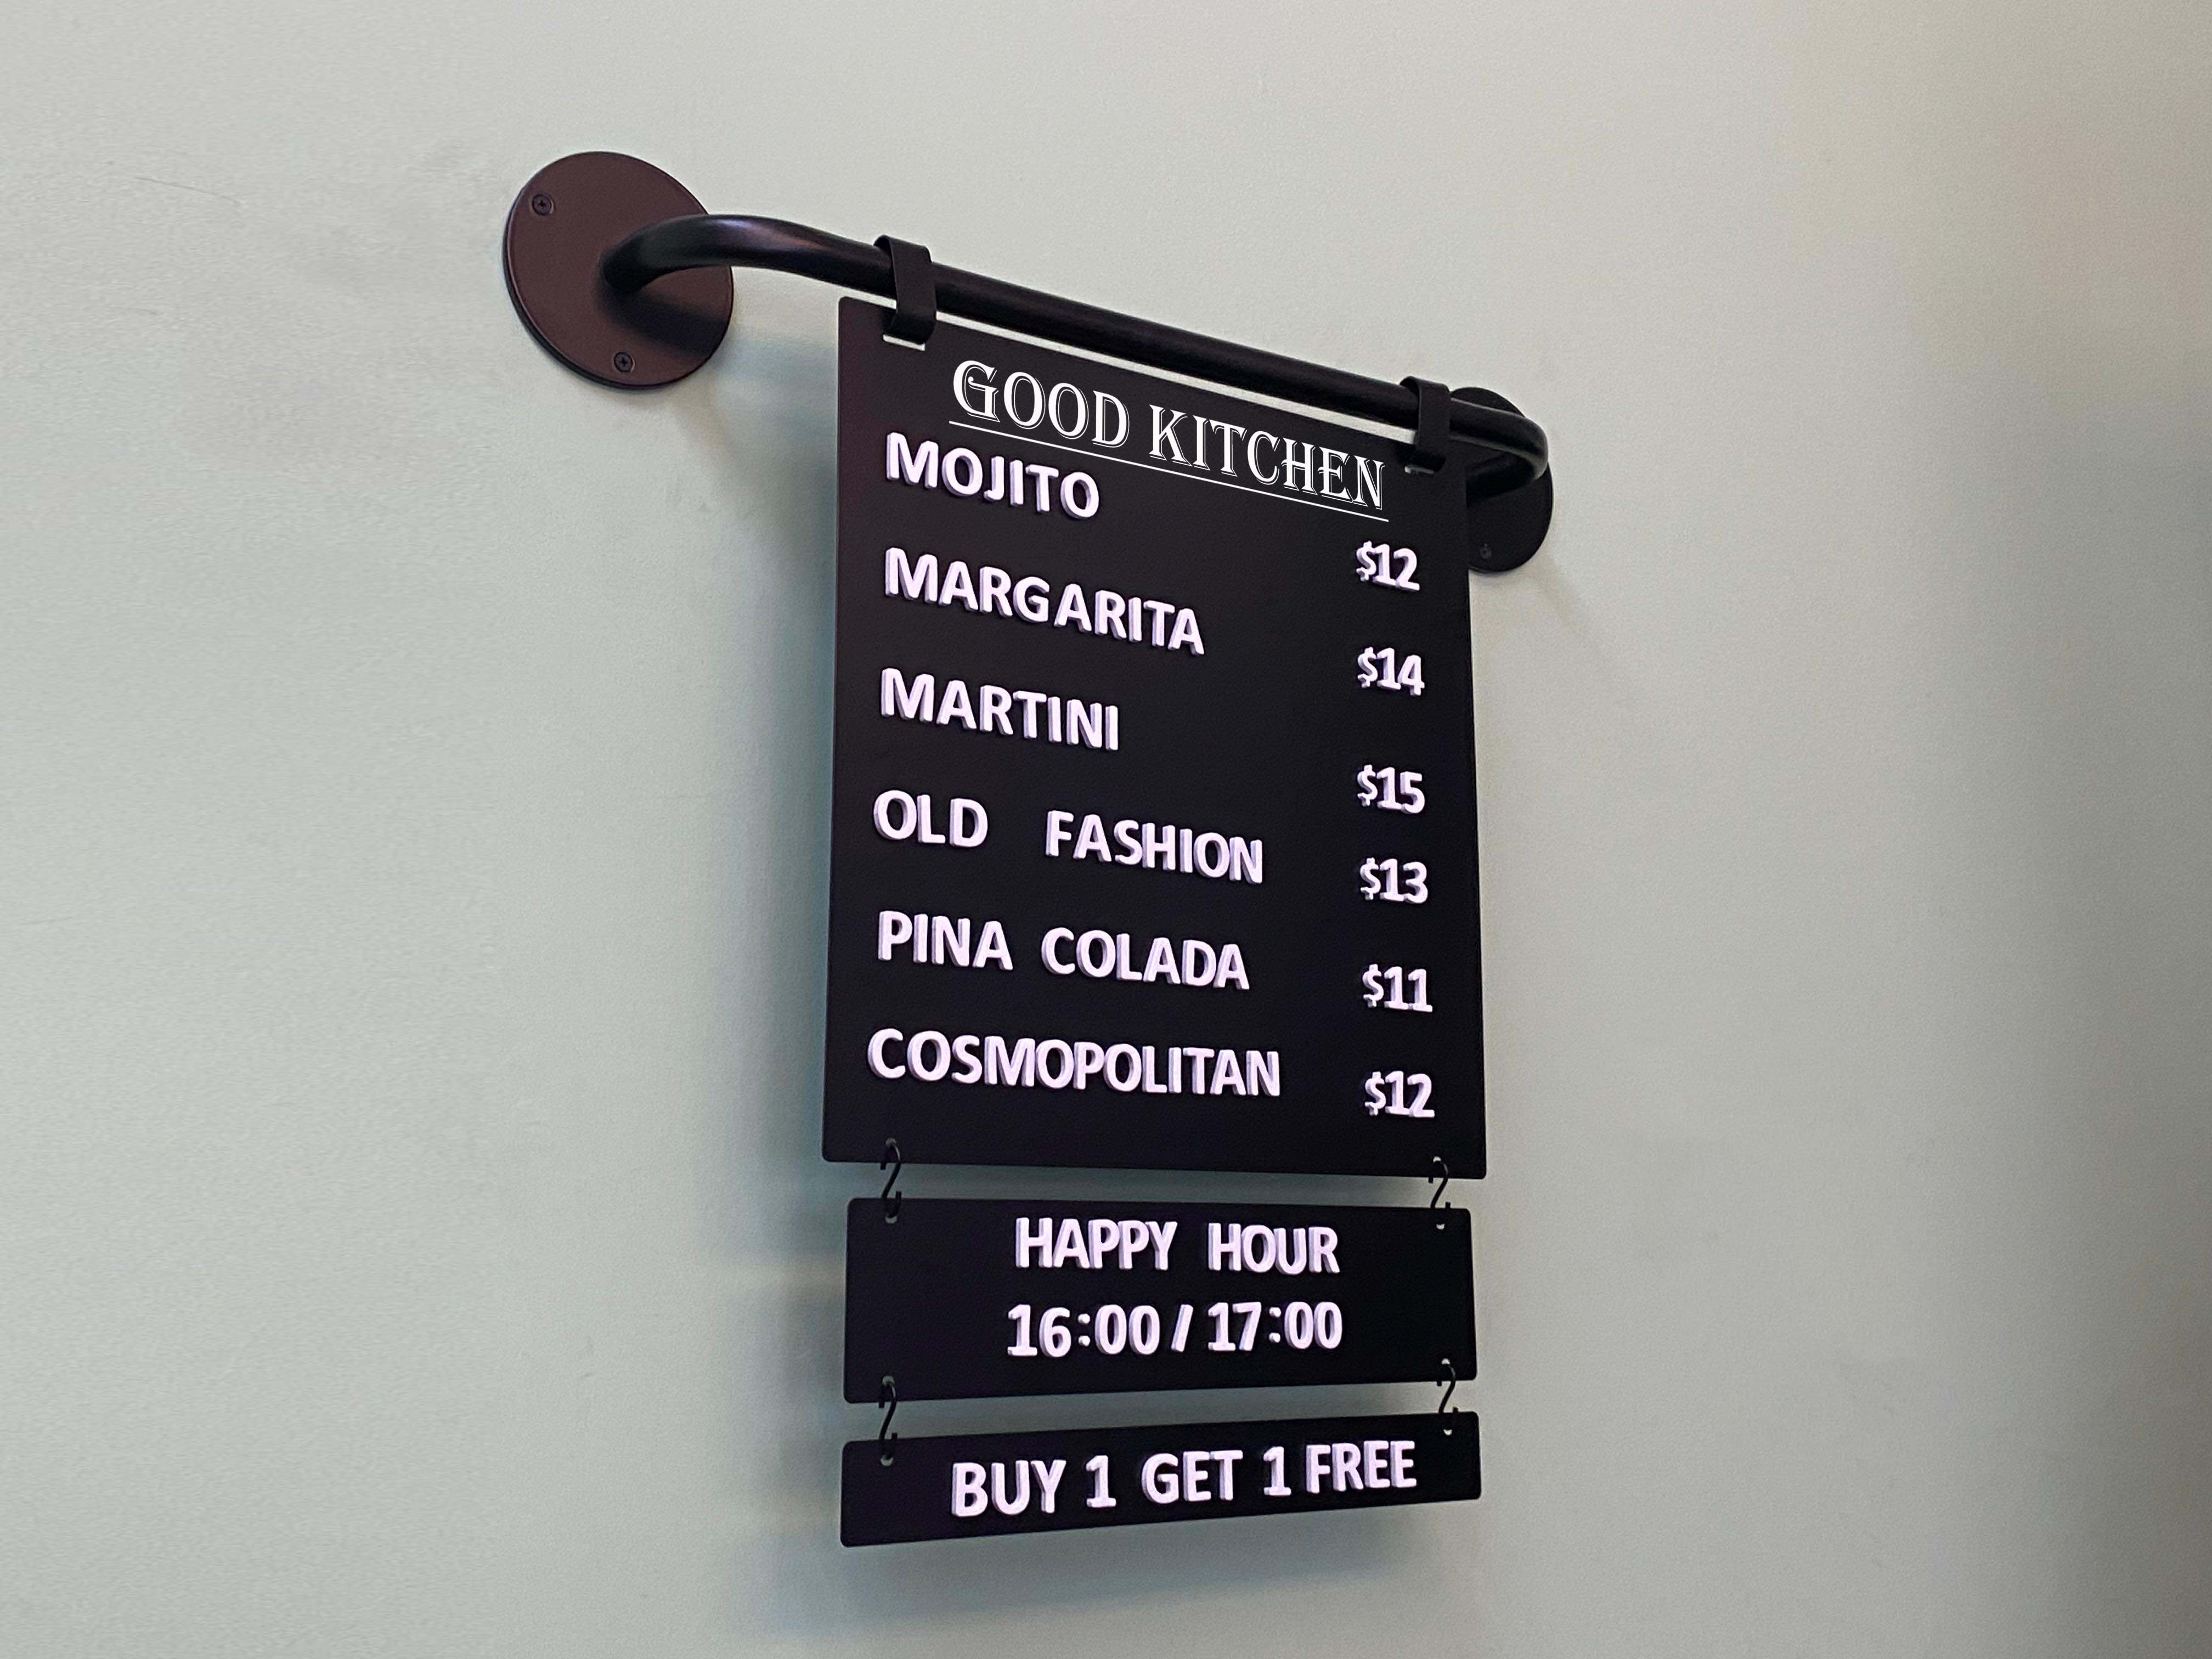 GOOD KITCHEN
MOJITO $12
MARGARITA $14
MARTINI $15
OLD FASHION $13
PINA COLADA $11
COSMOPOLITAN $12
HAPPY HOUR
16:00 / 17:00
BUY 1 GET 1 FREE